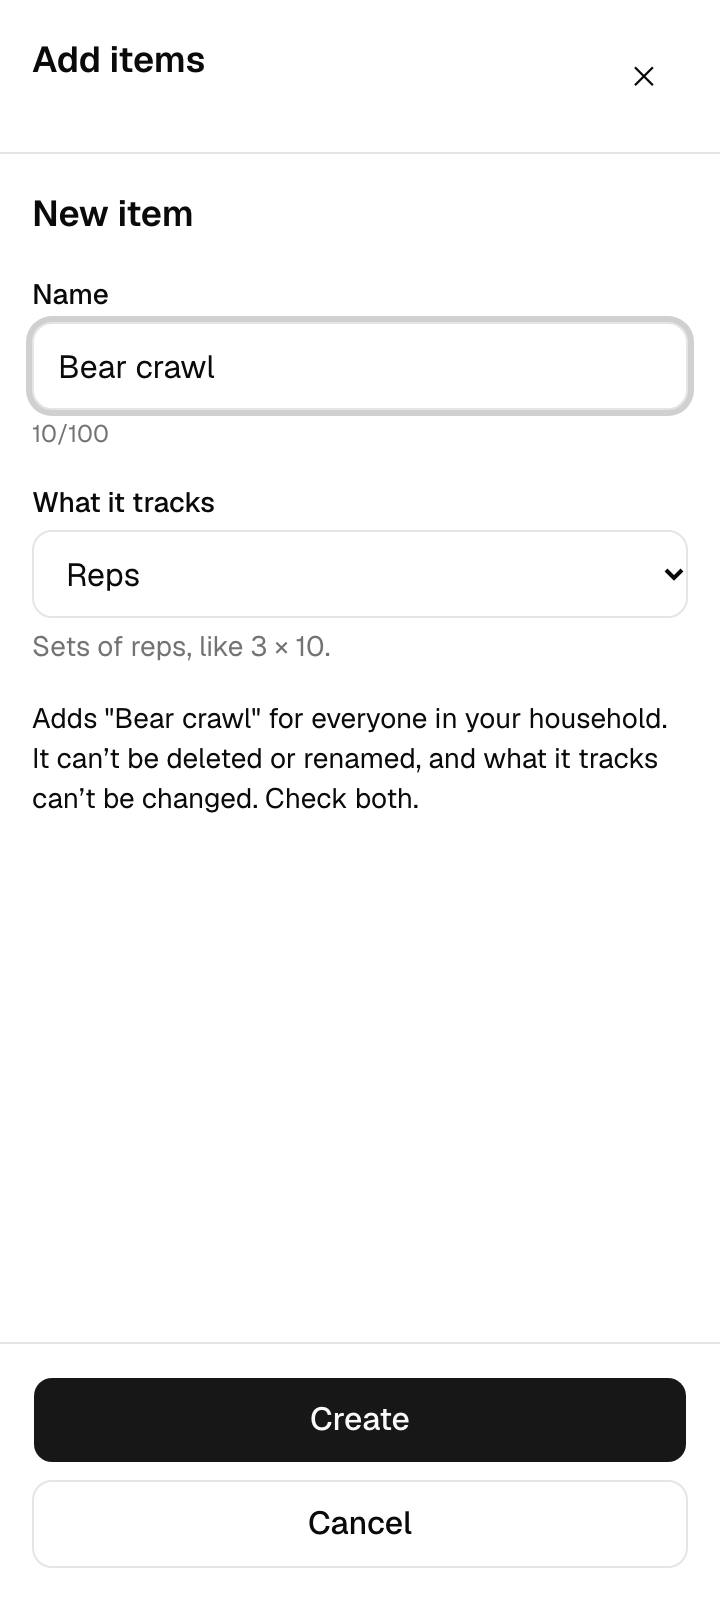 Add items
New item
Name
Bear crawl
10/100
What it tracks
Reps
Sets of reps, like 3 × 10.
Adds "Bear crawl" for everyone in your household.
It can’t be deleted or renamed, and what it tracks
can’t be changed. Check both.
Create
Cancel